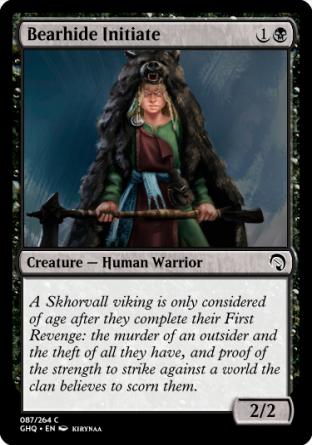 Bearhide Initiate 1
Creature — Human Warrior
A Skhorvall viking is only considered
of age after they complete their First
Revenge: the murder of an outsider and
the theft of all they have, and proof of
the strength to strike against a world the
clan believes to scorn them.
2/2
087/264 C
GHQ • EN KIRYNAA